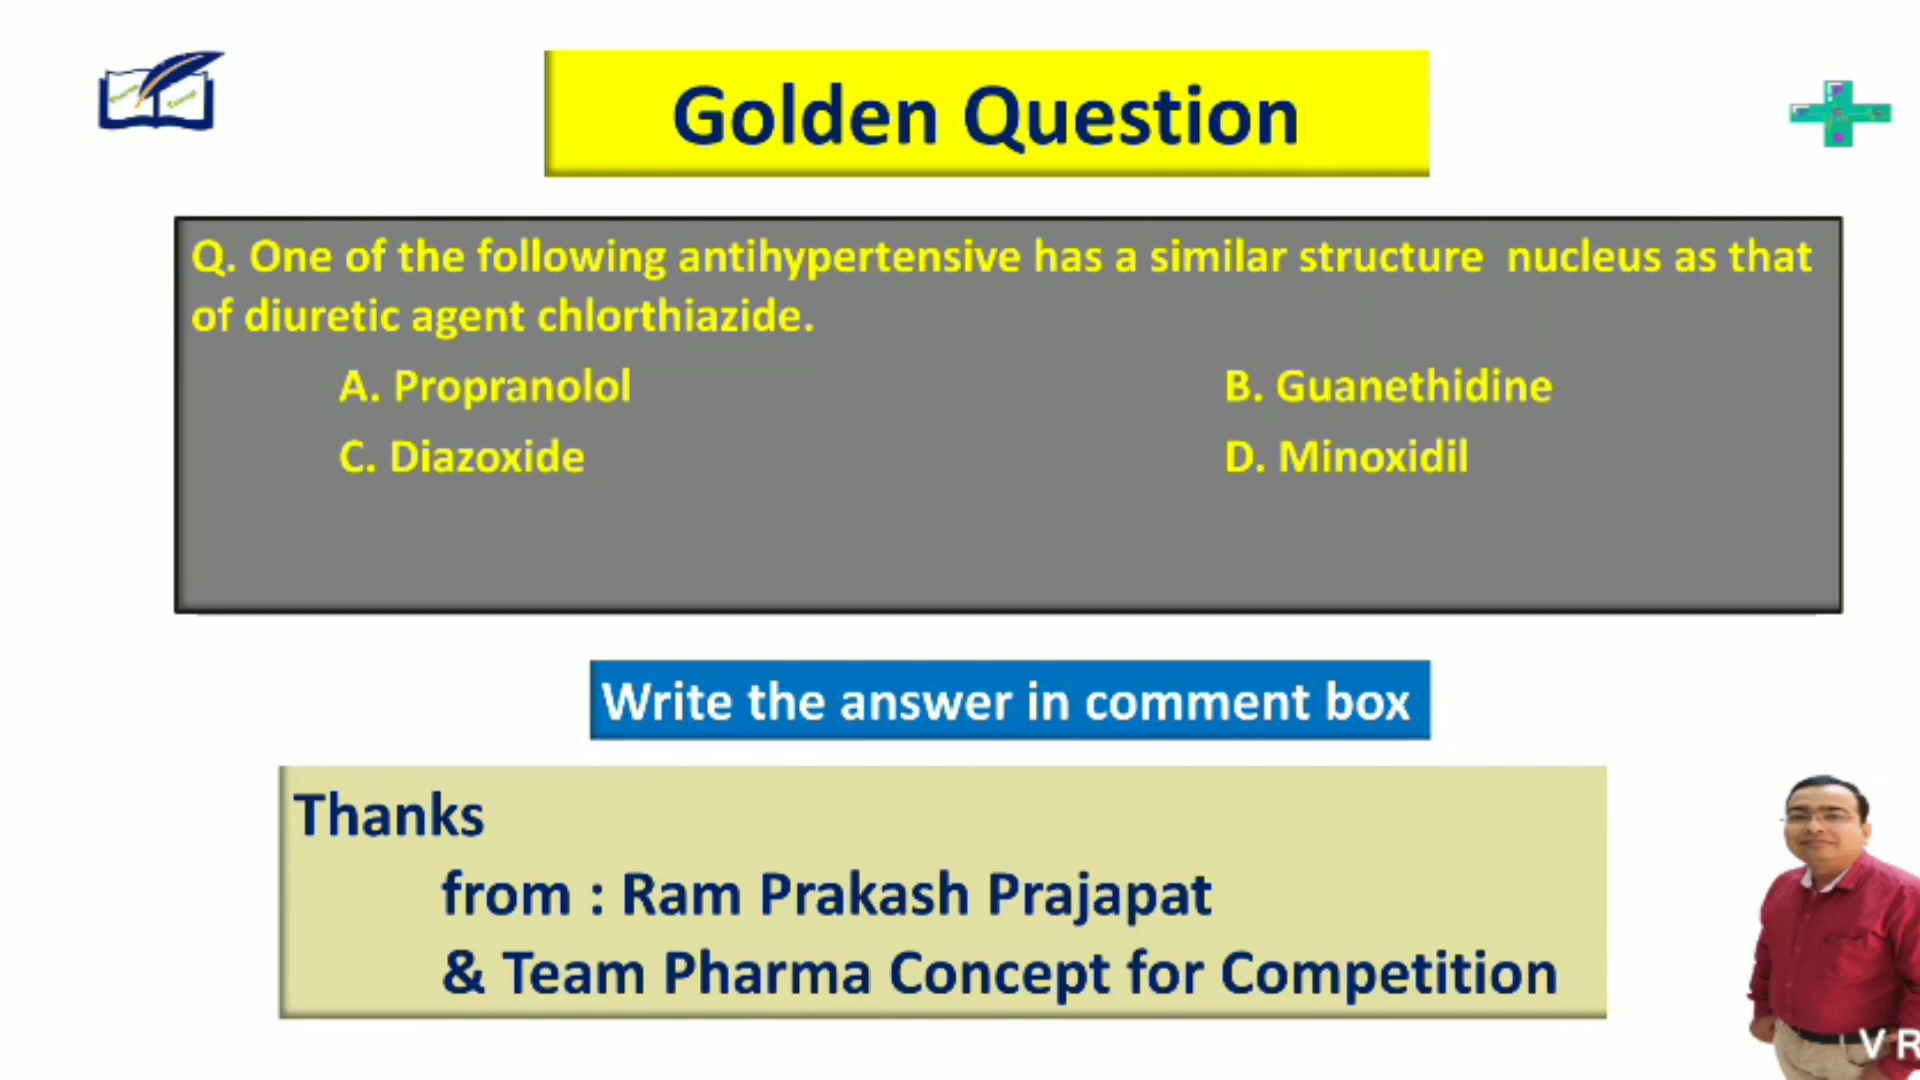 Golden Question
Q. One of the following antihypertensive has a similar structure nucleus as that
of diuretic agent chlorthiazide.
A. Propranolol
B. Guanethidine
C. Diazoxide
D. Minoxidil
Write the answer in comment box
Thanks
from : Ram Prakash Prajapat
& Team Pharma Concept for Competition
V R